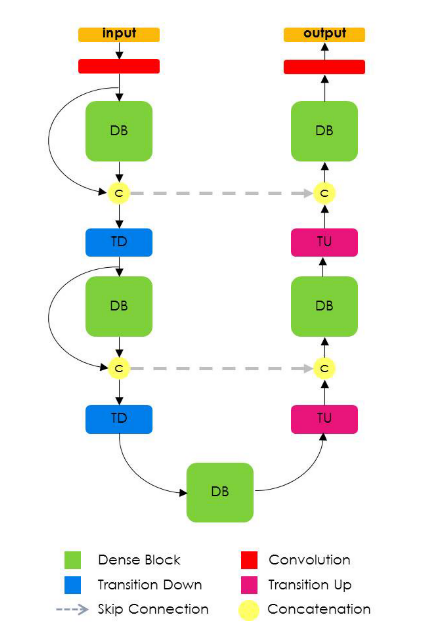 input
output
DB
DB
C
C
TD
TU
DB
DB
C
C
TD
TU
DB
Dense Block
Convolution
Transition Down
Transition Up
Skip Connection
Concatenation